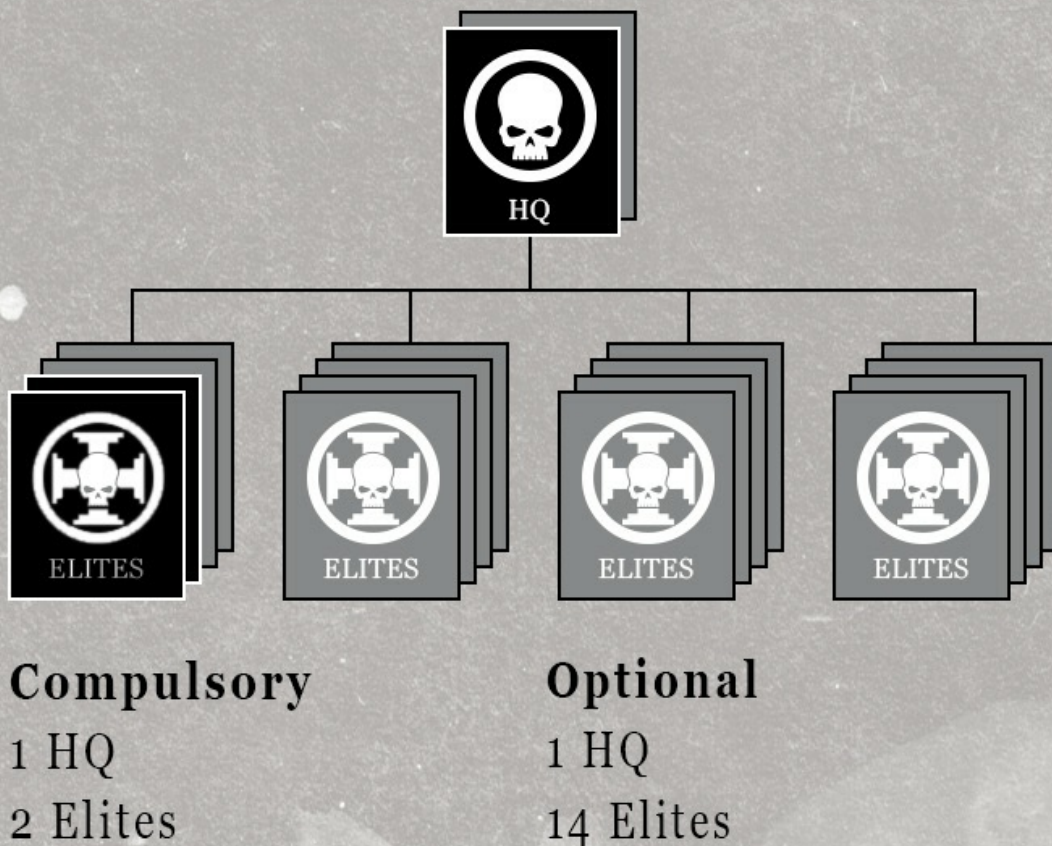 HQ
ELITES ELITES ELITES ELITES
Compulsory
1 HQ
2 Elites
Optional
1 HQ
14 Elites